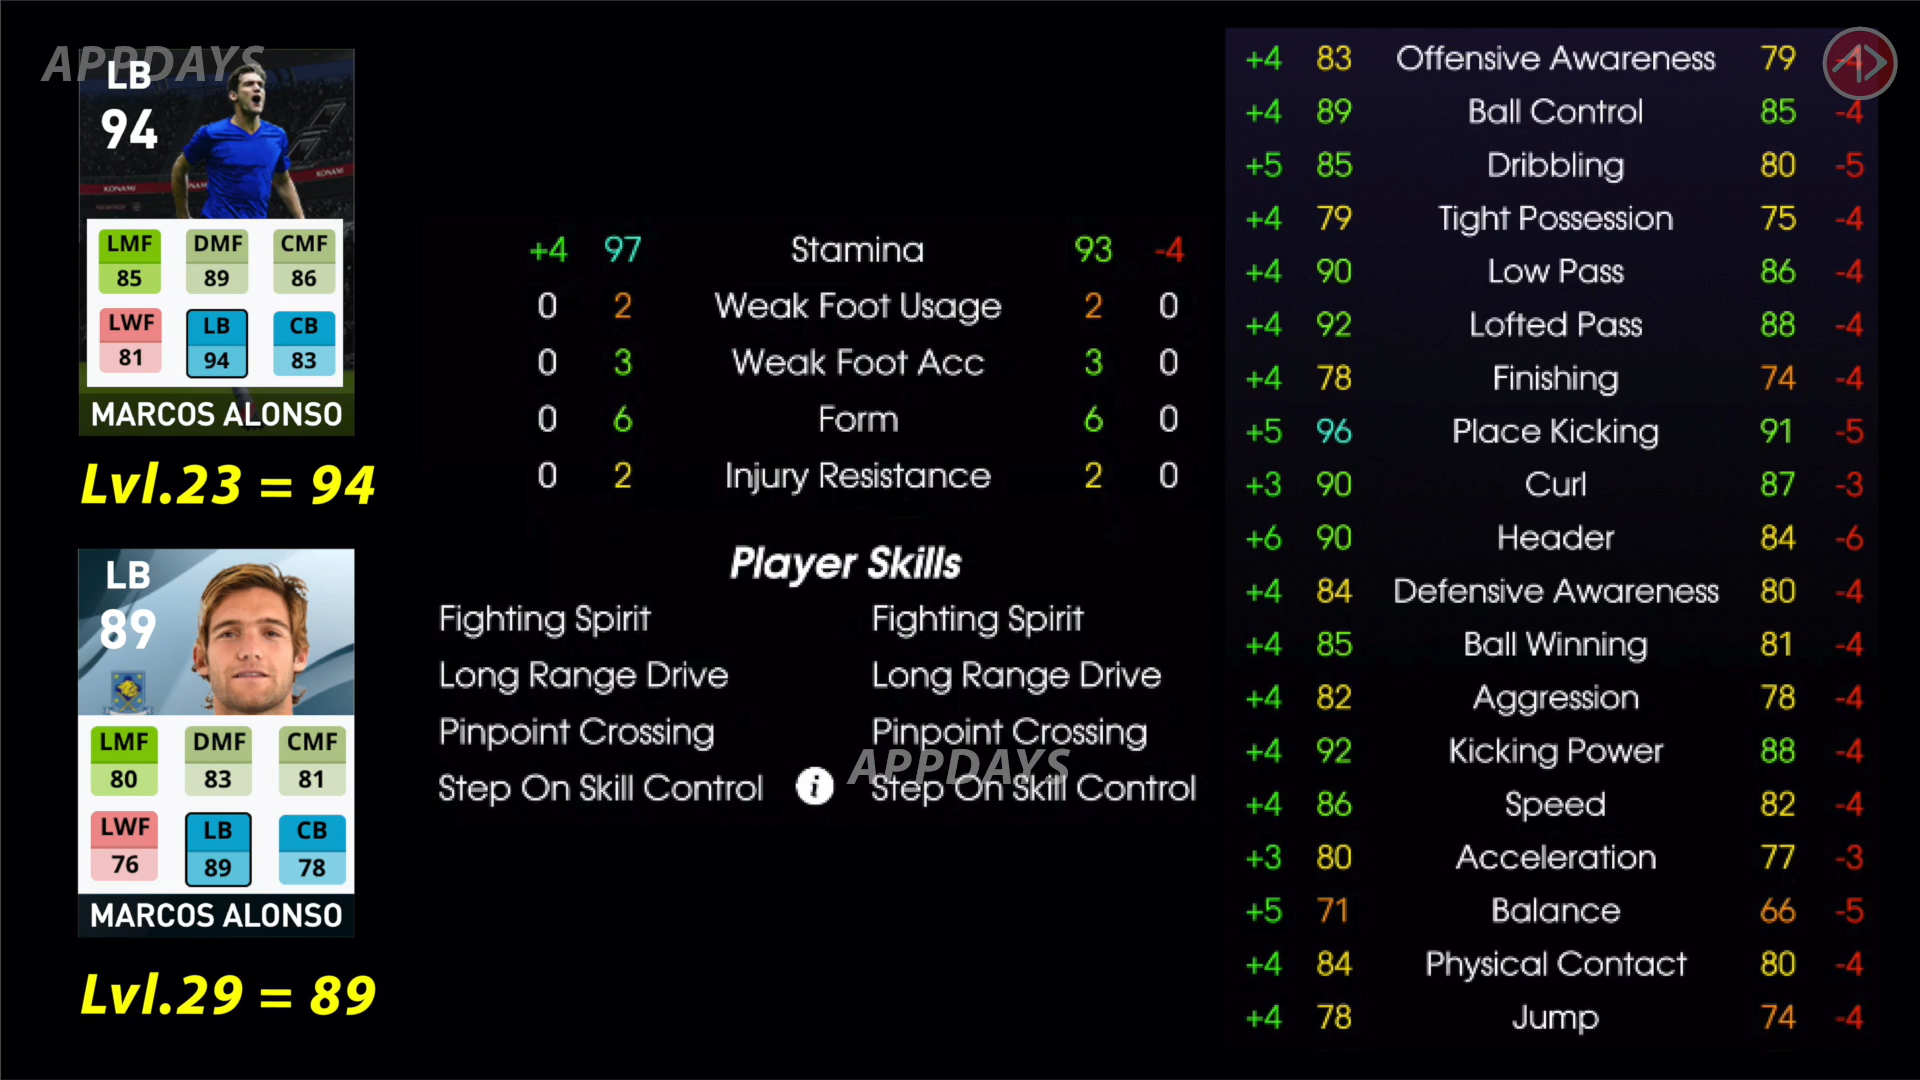 APPDAYS
LB
94
KONAMI
KONAMI
LMF DMF CMF
85 89 86
LWF LB CB
81 94 83
MARCOS ALONSO
Lvl.23 = 94
LB
89
LMF DMF CMF
80 83 81
LWF LB CB
76 89 78
MARCOS ALONSO
Lvl.29 = 89
+4 97 Stamina 93 -4
0 2 Weak Foot Usage 2 0
0 3 Weak Foot Acc 3 0
0 6 Form 6 0
0 2 Injury Resistance 2 0
Player Skills
Fighting Spirit Fighting Spirit
Long Range Drive Long Range Drive
Pinpoint Crossing Pinpoint Crossing
APPDAYS
Step On Skill Control i Step On Skill Control
+4 83 Offensive Awareness 79 -4
+4 89 Ball Control 85 -4
+5 85 Dribbling 80 -5
+4 79 Tight Possession 75 -4
+4 90 Low Pass 86 -4
+4 92 Lofted Pass 88 -4
+4 78 Finishing 74 -4
+5 96 Place Kicking 91 -5
+3 90 Curl 87 -3
+6 90 Header 84 -6
+4 84 Defensive Awareness 80 -4
+4 85 Ball Winning 81 -4
+4 82 Aggression 78 -4
+4 92 Kicking Power 88 -4
+4 86 Speed 82 -4
+3 80 Acceleration 77 -3
+5 71 Balance 66 -5
+4 84 Physical Contact 80 -4
+4 78 Jump 74 -4